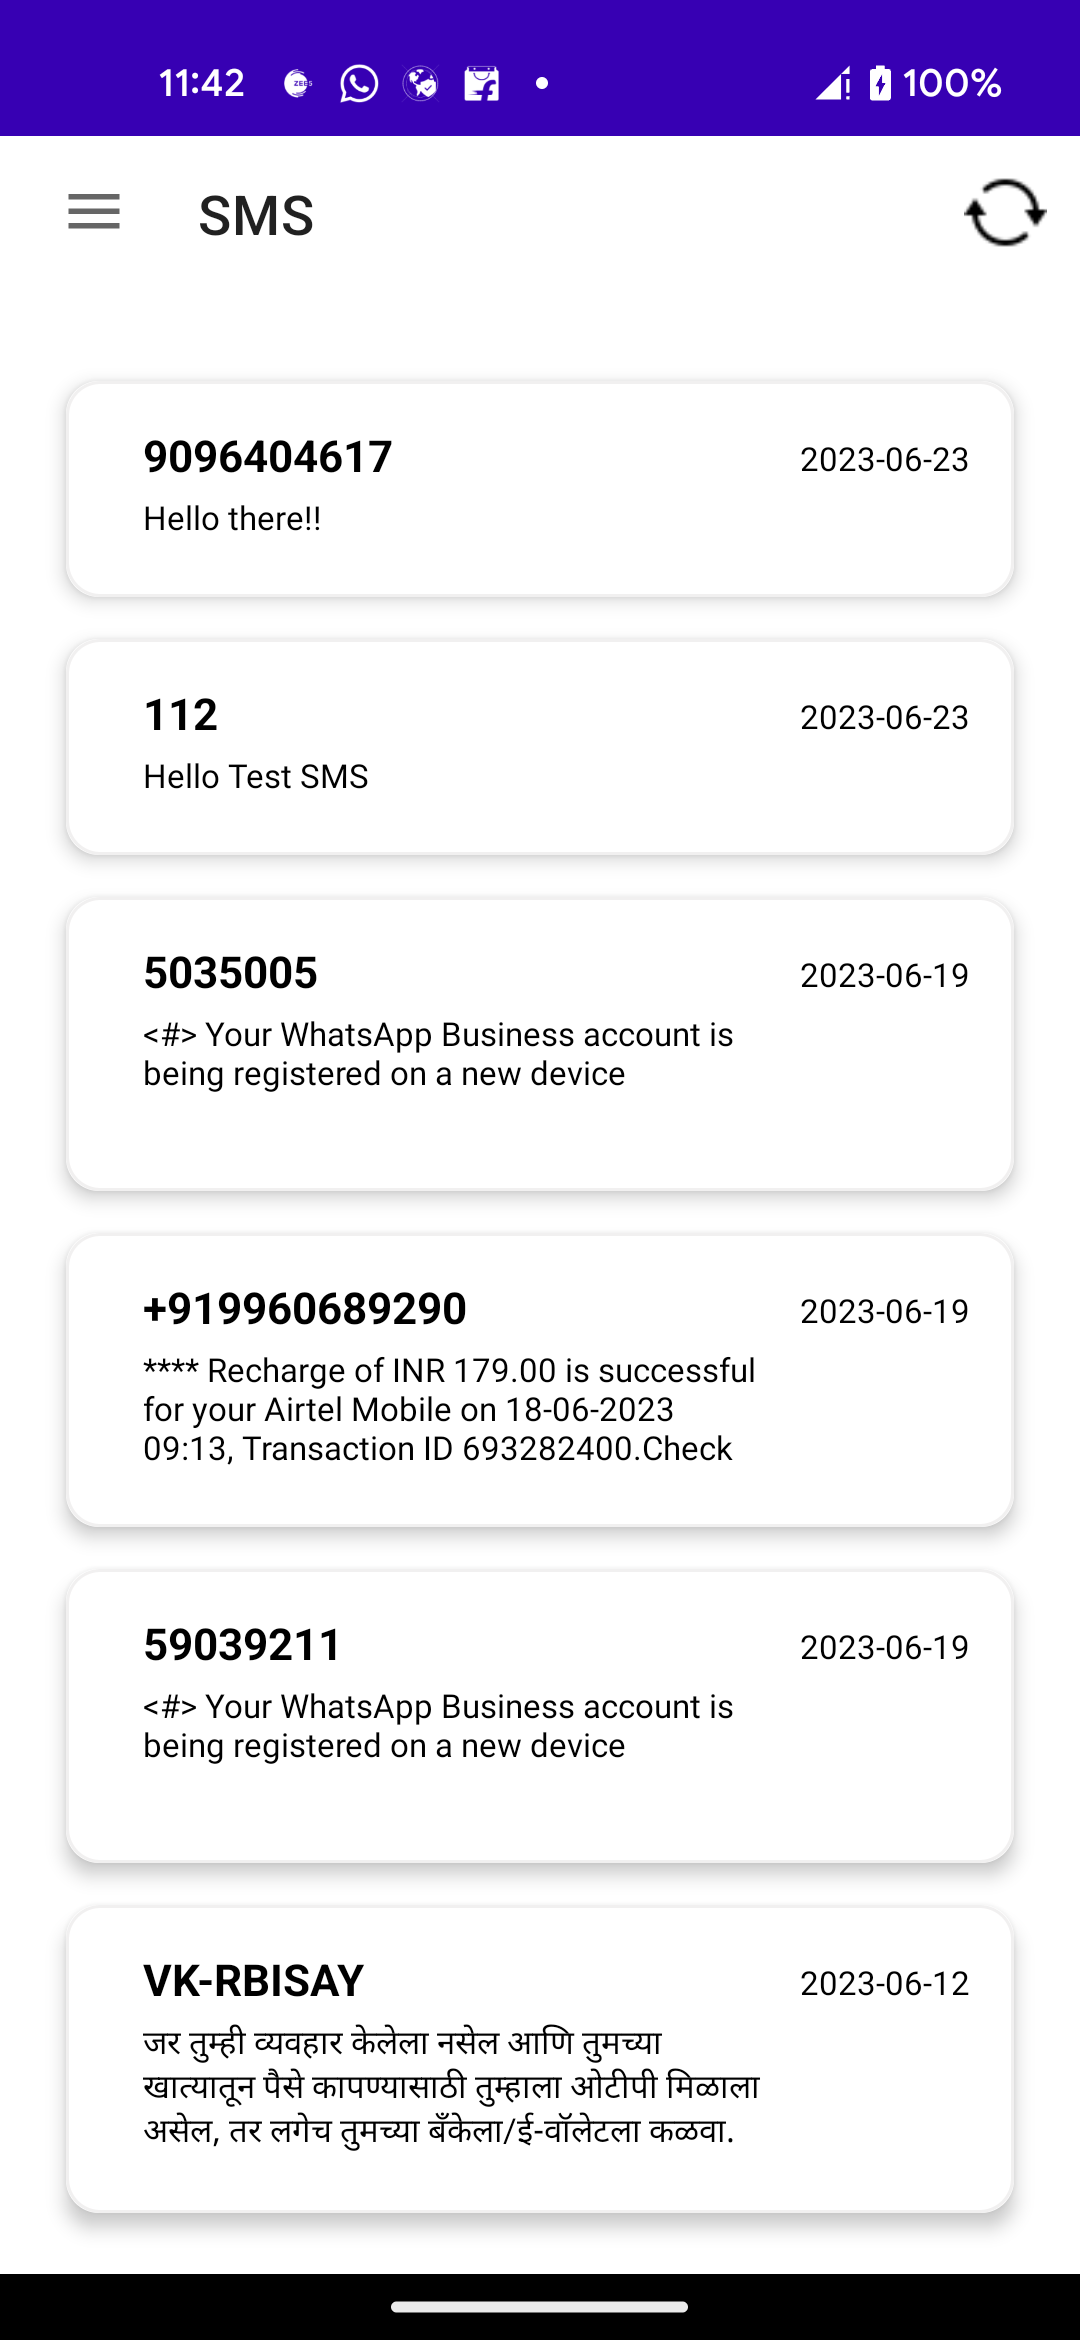 11:42
ZEE5
100%
SMS
9096404617
2023-06-23
Hello there!!
112
2023-06-23
Hello Test SMS
5035005
2023-06-19
<#> Your WhatsApp Business account is
being registered on a new device
+919960689290
2023-06-19
**** Recharge of INR 179.00 is successful
for your Airtel Mobile on 18-06-2023
09:13, Transaction ID 693282400.Check
59039211
2023-06-19
<#> Your WhatsApp Business account is
being registered on a new device
VK-RBISAY
2023-06-12
जर तुम्ही व्यवहार केलेला नसेल आणि तुमच्या
खात्यातून पैसे कापण्यासाठी तुम्हाला ओटीपी मिळाला
असेल, तर लगेच तुमच्या बँकेला/ई-वॉलेटला कळवा.